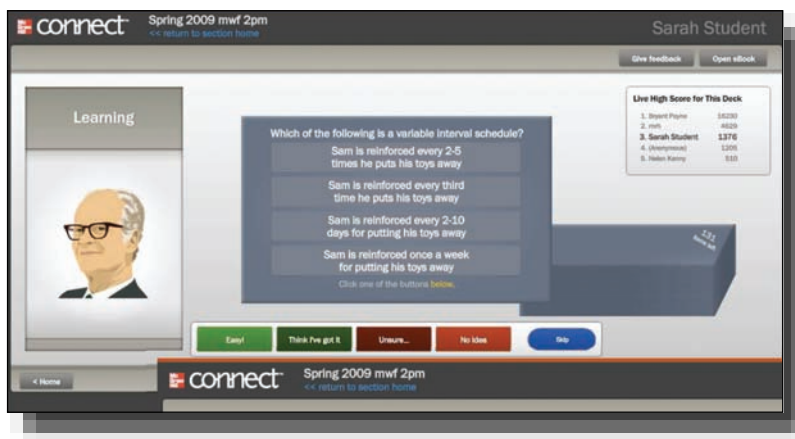 connect
Spring 2009 mwf 2pm
<< return to section home
Sarah Student
Give feedback
Open eBook
Learning
Which of the following is a variable interval schedule?
Sam is reinforced every 2-5
times he puts his toys away
Sam is reinforced every third
time he puts his toys away
Sam is reinforced every 2-10
days for putting his toys away
Sam is reinforced once a week
for putting his toys away
Click one of the buttons below.
Live High Score for This Deck
1. Bryant Payne 16230
2. mrh 4629
3. Sarah Student 1376
4. (Anonymous) 1205
5. Helen Kenny 510
131
Easy!
Think I've got it
Unsure...
No Idea
Skip
< Home
connect
Spring 2009 mwf 2pm
<< return to section home